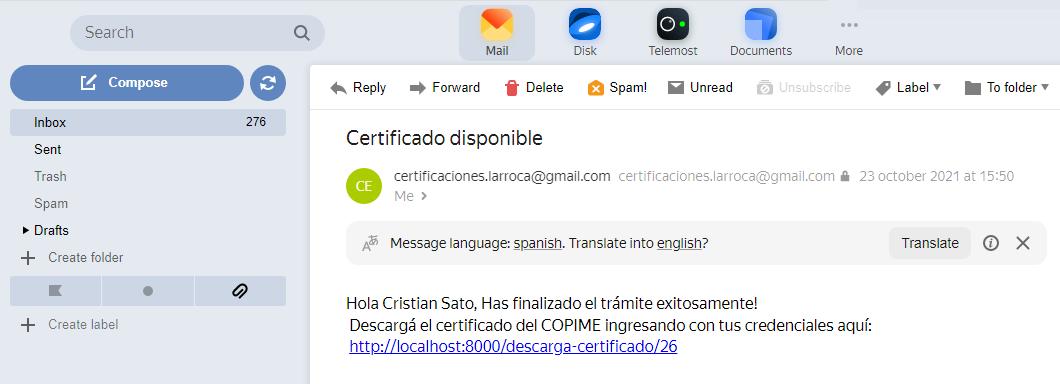 Search
Mail
Disk
Telemost
Documents
More
Compose
Reply
Forward
Delete
Spam!
Unread
Unsubscribe
Label
To folder
Inbox 276
Sent
Trash
Spam
Drafts
Create folder
Create label
Certificado disponible
CE
certificaciones.larroca@gmail.com certificaciones.larroca@gmail.com 23 october 2021 at 15:50
Me
Message language: spanish. Translate into english?
Translate
Hola Cristian Sato, Has finalizado el trámite exitosamente!
Descargá el certificado del COPIME ingresando con tus credenciales aquí:
http://localhost:8000/descarga-certificado/26